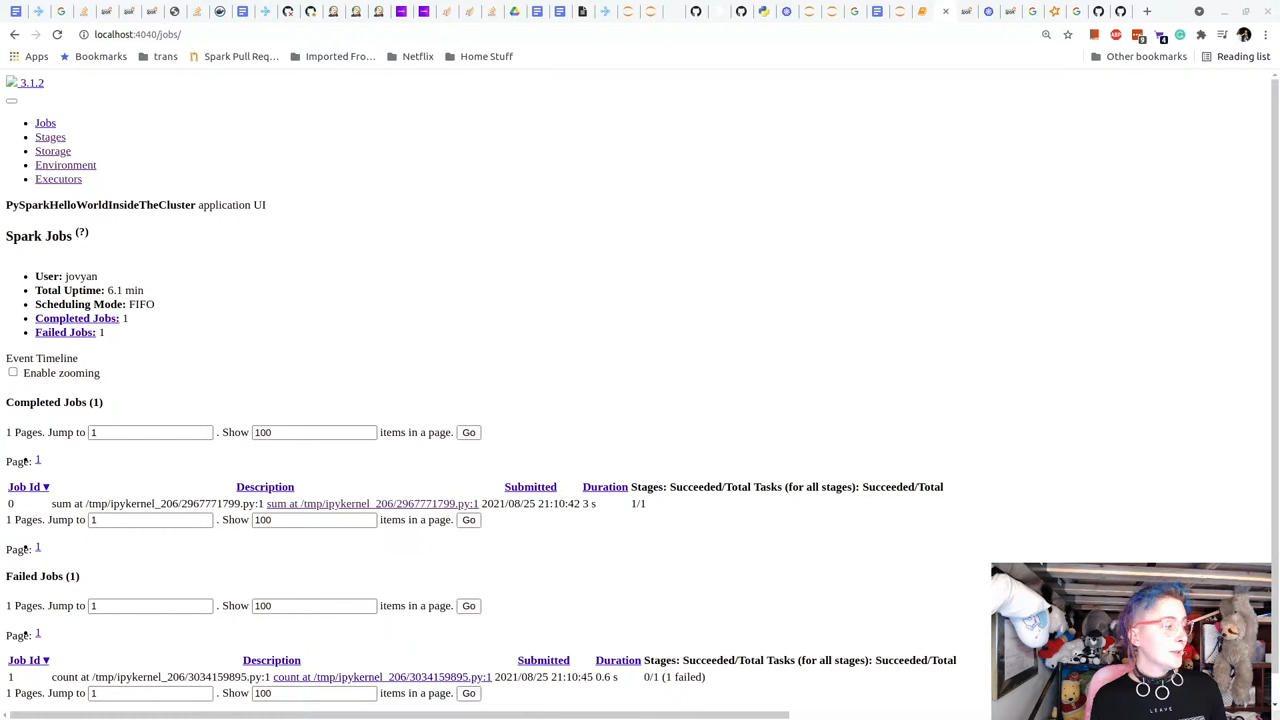 localhost:4040/jobs/
9
4
Apps
Bookmarks
trans
Spark Pull Req...
Imported Fro...
Netflix
Home Stuff
Other bookmarks
Reading list
3.1.2
Jobs
Stages
Storage
Environment
Executors
PySparkHelloWorldInsideTheCluster application UI
Spark Jobs (?)
User: jovyan
Total Uptime: 6.1 min
Scheduling Mode: FIFO
Completed Jobs: 1
Failed Jobs: 1
Event Timeline
Enable zooming
Completed Jobs (1)
1 Pages. Jump to 1 . Show 100 items in a page. Go
Page: 1
Job Id ▾ Description Submitted Duration Stages: Succeeded/Total Tasks (for all stages): Succeeded/Total
0 sum at /tmp/ipykernel_206/2967771799.py:1 sum at /tmp/ipykernel_206/2967771799.py:1 2021/08/25 21:10:42 3 s 1/1
1 Pages. Jump to 1 . Show 100 items in a page. Go
Page: 1
Failed Jobs (1)
1 Pages. Jump to 1 . Show 100 items in a page. Go
Page: 1
Job Id ▾ Description Submitted Duration Stages: Succeeded/Total Tasks (for all stages): Succeeded/Total
1 count at /tmp/ipykernel_206/3034159895.py:1 count at /tmp/ipykernel_206/3034159895.py:1 2021/08/25 21:10:45 0.6 s 0/1 (1 failed)
1 Pages. Jump to 1 . Show 100 items in a page. Go
LEAVE